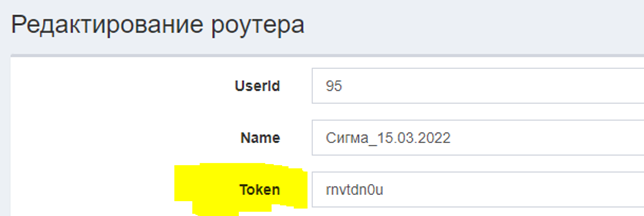 Редактирование роутера
UserId 95
Name Сигма_15.03.2022
Token rnvtdn0u